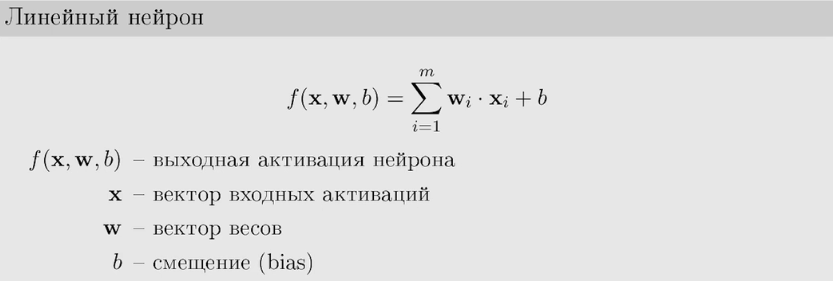 Линейный нейрон
f(x, w, b) = ∑_{i=1}^{m} w_i · x_i + b
f(x, w, b) – выходная активация нейрона
x – вектор входных активаций
w – вектор весов
b – смещение (bias)